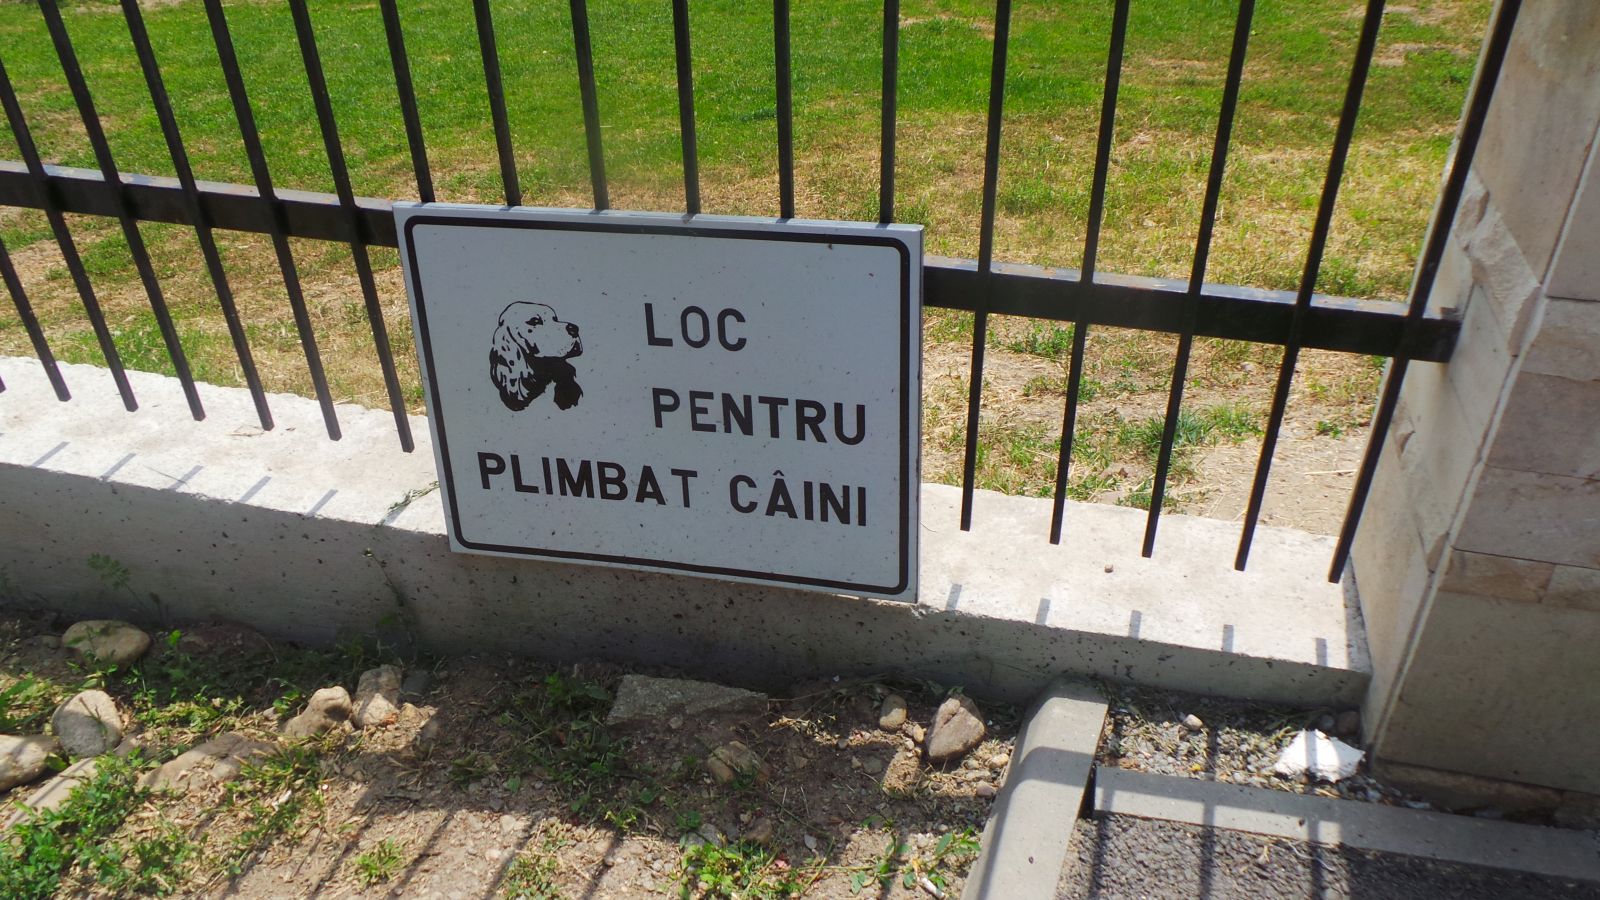 LOC
PENTRU
PLIMBAT CÂINI